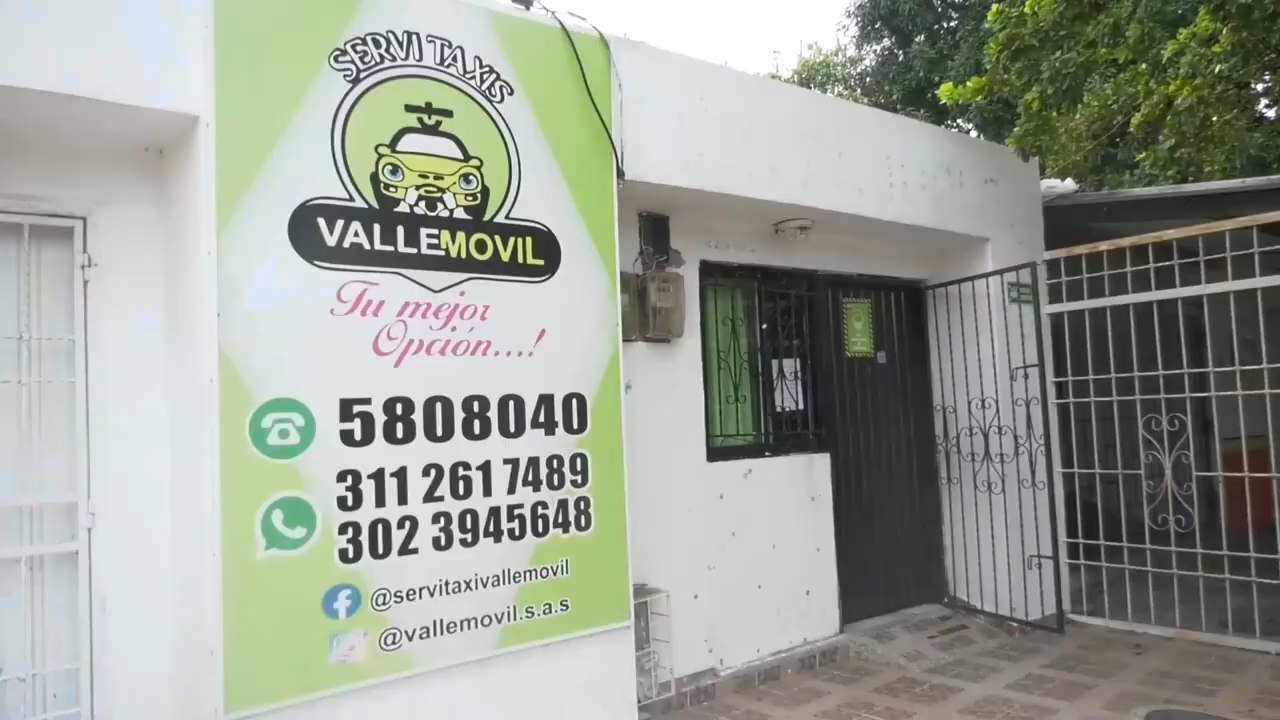 SERVI TAXIS
VALLEMOVIL
Tu mejor
Opción...!
5808040
311 261 7489
302 3945648
@servitaxivallemovil
@vallemovil.s.a.s